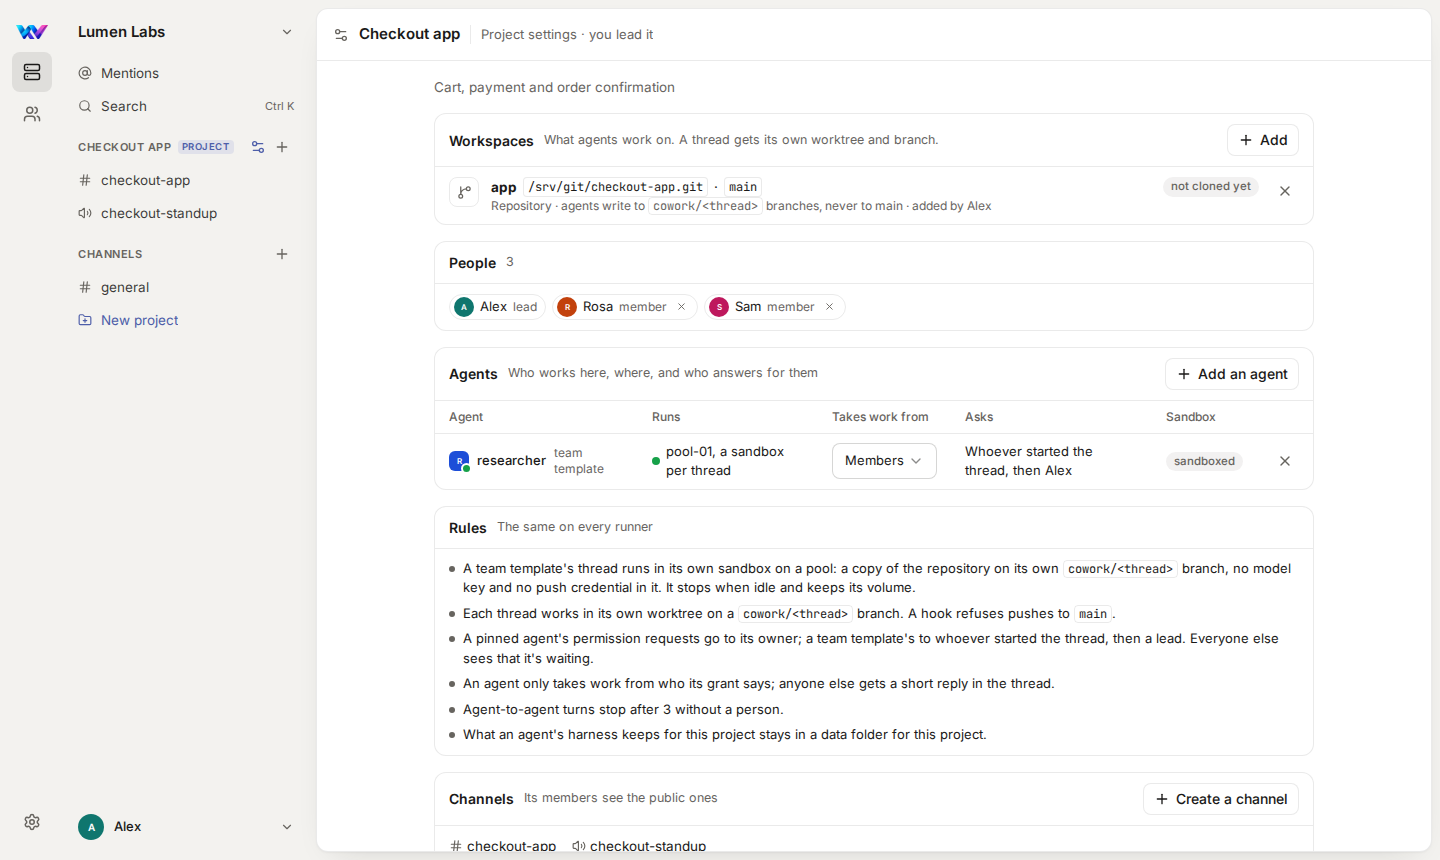 Lumen Labs
Mentions
Search Ctrl K
CHECKOUT APP PROJECT
# checkout-app
checkout-standup
CHANNELS
# general
New project
A Alex
Checkout app Project settings · you lead it
Cart, payment and order confirmation
Workspaces What agents work on. A thread gets its own worktree and branch. + Add
app /srv/git/checkout-app.git · main not cloned yet
Repository · agents write to cowork/<thread> branches, never to main · added by Alex
People 3
A Alex lead R Rosa member × S Sam member ×
Agents Who works here, where, and who answers for them + Add an agent
Agent Runs Takes work from Asks Sandbox
R researcher team template pool-01, a sandbox per thread Members Whoever started the thread, then Alex sandboxed
Rules The same on every runner
A team template's thread runs in its own sandbox on a pool: a copy of the repository on its own cowork/<thread> branch, no model
key and no push credential in it. It stops when idle and keeps its volume.
Each thread works in its own worktree on a cowork/<thread> branch. A hook refuses pushes to main.
A pinned agent's permission requests go to its owner; a team template's to whoever started the thread, then a lead. Everyone else
sees that it's waiting.
An agent only takes work from who its grant says; anyone else gets a short reply in the thread.
Agent-to-agent turns stop after 3 without a person.
What an agent's harness keeps for this project stays in a data folder for this project.
Channels Its members see the public ones + Create a channel
# checkout-app checkout-standup